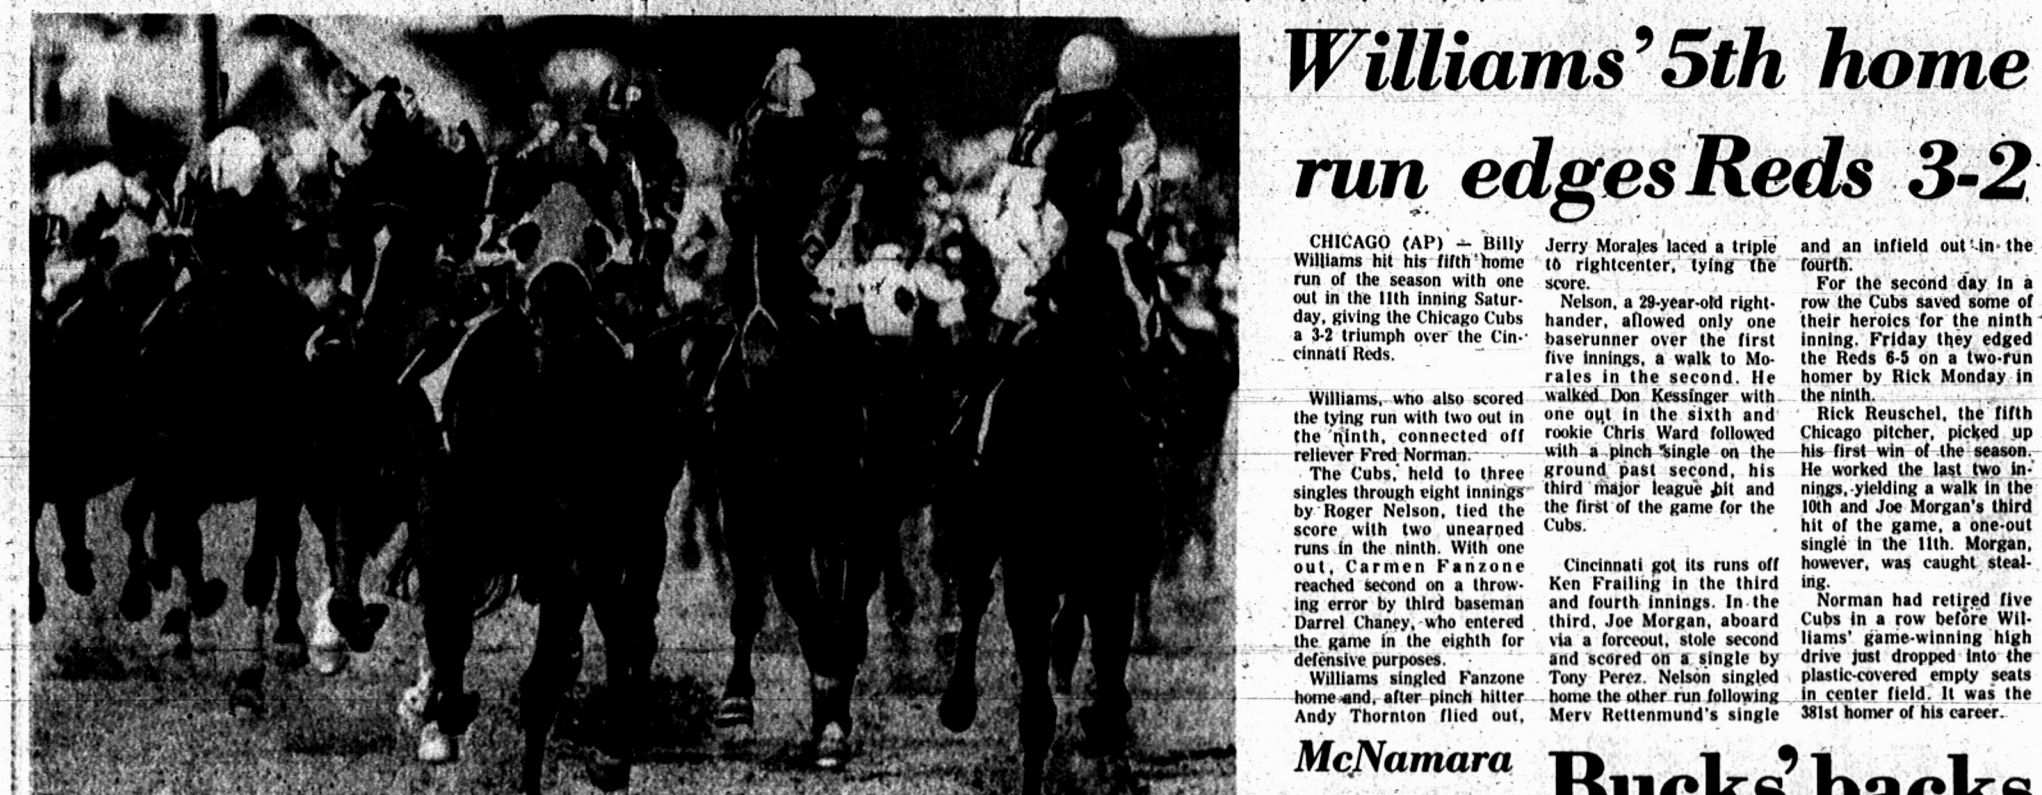 Williams' 5th home
run edges Reds 3-2
CHICAGO (AP) — Billy
Williams hit his fifth home
run of the season with one
out in the 11th inning Satur-
day, giving the Chicago Cubs
a 3-2 triumph over the Cin-
cinnati Reds.
Williams, who also scored
the tying run with two out in
the ninth, connected off
reliever Fred Norman.
The Cubs, held to three
singles through eight innings
by Roger Nelson, tied the
score with two unearned
runs in the ninth. With one
out, Carmen Fanzone
reached second on a throw-
ing error by third baseman
Darrel Chaney, who entered
the game in the eighth for
defensive purposes.
Williams singled Fanzone
home and, after pinch hitter
Andy Thornton flied out,
Jerry Morales laced a triple
to rightcenter, tying the
score.
Nelson, a 29-year-old right-
hander, allowed only one
baserunner over the first
five innings, a walk to Mo-
rales in the second. He
walked Don Kessinger with
one out in the sixth and
rookie Chris Ward followed
with a pinch single on the
ground past second, his
third major league hit and
the first of the game for the
Cubs.
Cincinnati got its runs off
Ken Frailing in the third
and fourth innings. In the
third, Joe Morgan, aboard
via a forceout, stole second
and scored on a single by
Tony Perez. Nelson singled
home the other run following
Merv Rettenmund's single
and an infield out in the
fourth.
For the second day in a
row the Cubs saved some of
their heroics for the ninth
inning. Friday they edged
the Reds 6-5 on a two-run
homer by Rick Monday in
the ninth.
Rick Reuschel, the fifth
Chicago pitcher, picked up
his first win of the season.
He worked the last two in-
nings, yielding a walk in the
10th and Joe Morgan's third
hit of the game, a one-out
single in the 11th. Morgan,
however, was caught steal-
ing.
Norman had retired five
Cubs in a row before Wil-
liams' game-winning high
drive just dropped into the
plastic-covered empty seats
in center field. It was the
381st homer of his career.
McNamara
Bucks' backs